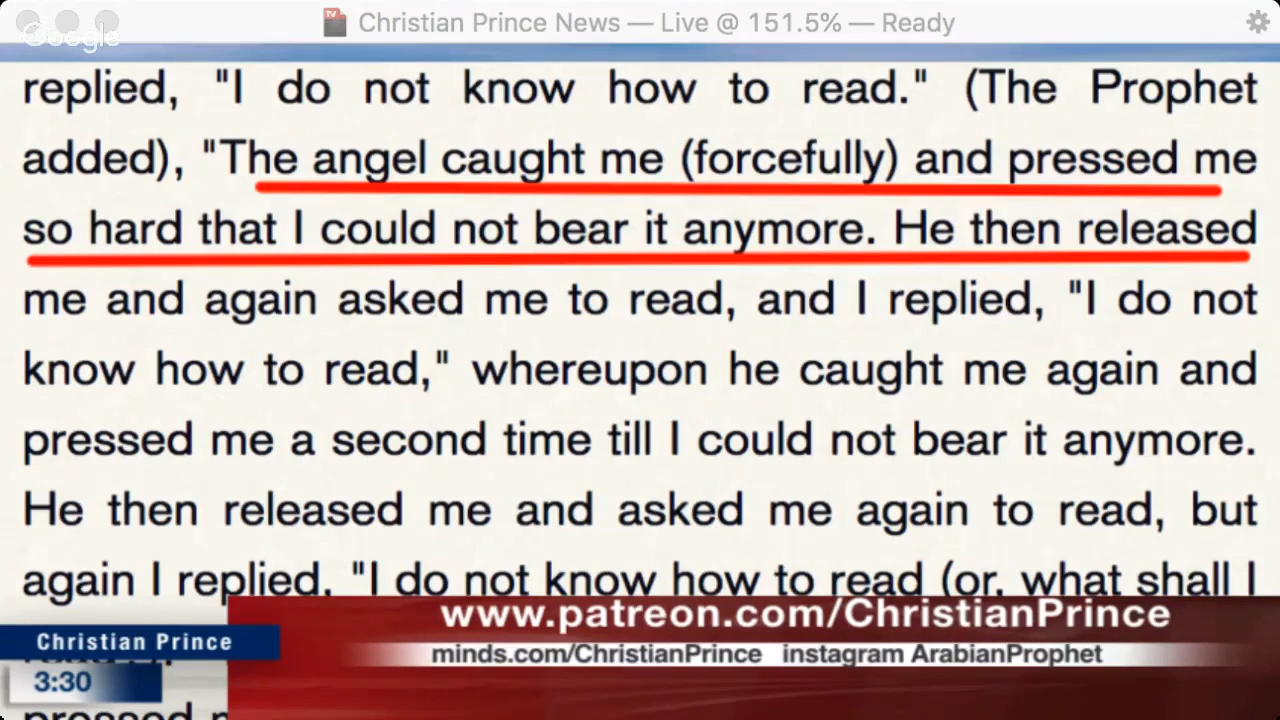 Christian Prince News — Live @ 151.5% — Ready
Google
replied, "I do not know how to read." (The Prophet
added), "The angel caught me (forcefully) and pressed me
so hard that I could not bear it anymore. He then released
me and again asked me to read, and I replied, "I do not
know how to read," whereupon he caught me again and
pressed me a second time till I could not bear it anymore.
He then released me and asked me again to read, but
again I replied, "I do not know how to read (or, what shall I
www.patreon.com/ChristianPrince
Christian Prince
minds.com/ChristianPrince instagram ArabianProphet
3:30
pressed